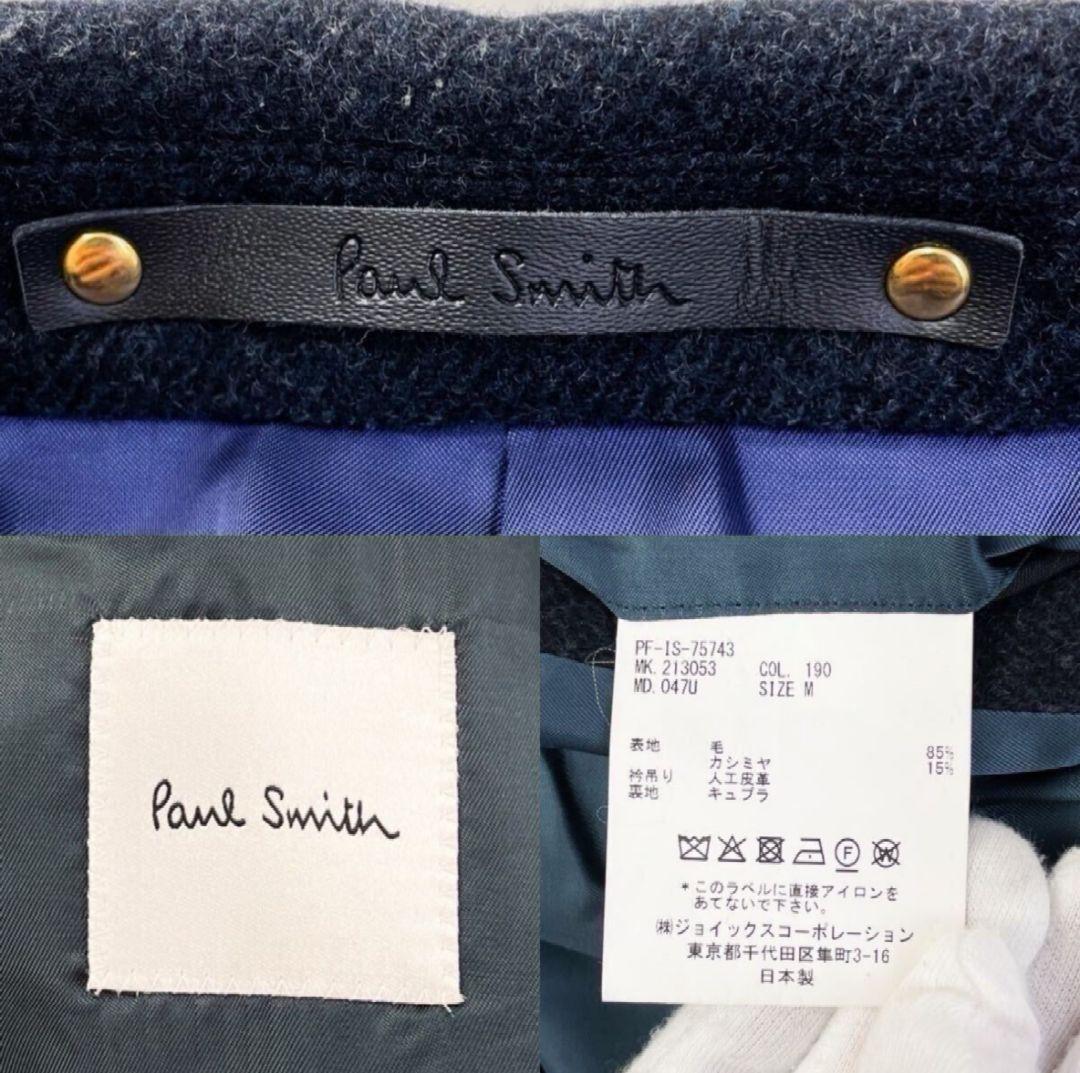 Paul Smith
Paul Smith
PF-IS-75743
MK. 213053 COL. 190
MD. 047U SIZE M
表地 毛 85%
カシミヤ 15%
衿吊り 人工皮革
裏地 キュプラ
F W
*このラベルに直接アイロンを
あてないで下さい。
㈱ジョイックスコーポレーション
東京都千代田区隼町3-16
日本製